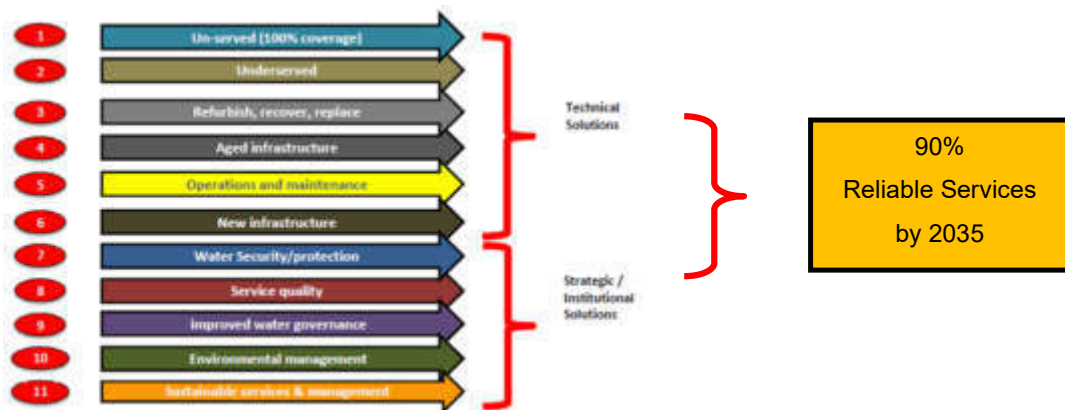 1
Un-served (100% coverage)
2
Underserved
3
Refurbish, recover, replace
4
Aged infrastructure
5
Operations and maintenance
6
New infrastructure
7
Water Security/protection
8
Service quality
9
Improved water governance
10
Environmental management
11
Sustainable services & management
Technical
Solutions
Strategic /
Institutional
Solutions
90%
Reliable Services
by 2035